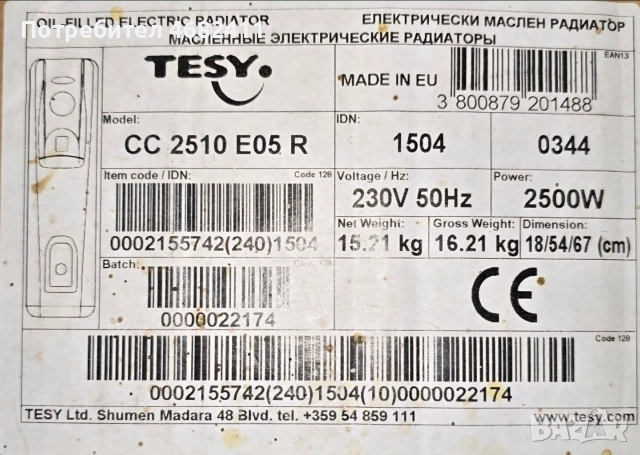 OIL-FILLED ELECTRIC RADIATOR
ЕЛЕКТРИЧЕСКИ МАСЛЕН РАДИАТОР
Потребител 4682411
МАСЛЕННЫЕ ЭЛЕКТРИЧЕСКИЕ РАДИАТОРЫ
TESY
MADE IN EU
EAN13
3 800879 201488
Model:
CC 2510 E05 R
IDN:
1504
0344
Item code / IDN:
Code 128
0002155742(240)1504
Voltage / Hz:
230V 50Hz
Power:
2500W
Net Weight:
15.21 kg
Gross Weight:
16.21 kg
Dimension:
18/54/67 (cm)
Batch:
0000022174
CE
Code 128
0002155742(240)1504(10)0000022174
TESY Ltd. Shumen Madara 48 Blvd. tel. +359 54 859 111
www.tesy.com
BAZAR